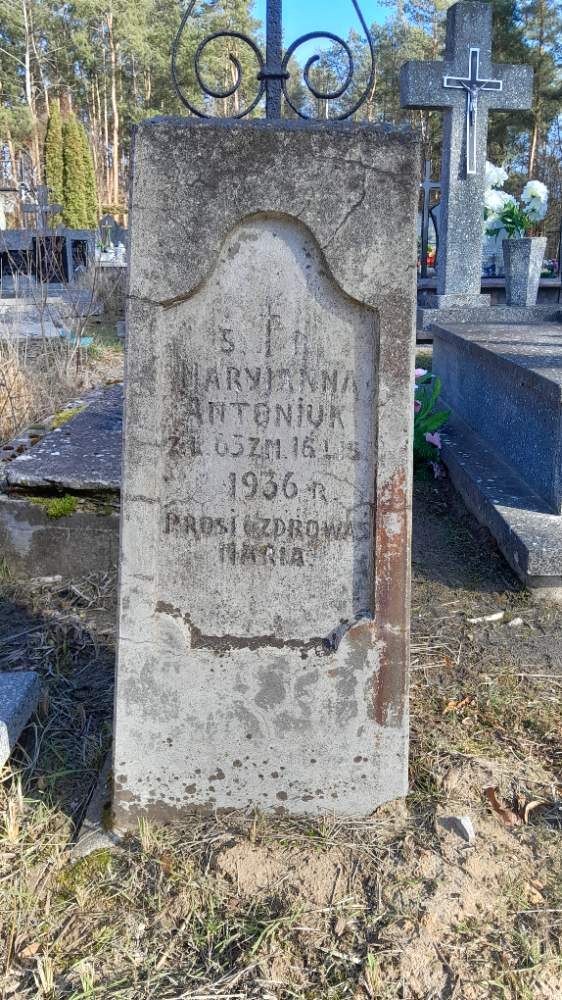 S. † P.
MARYJANNA
ANTONIUK
Ż.L. 63 ZM. 16 LIS
1936 R.
PROSI O ZDROWAŚ
MARIA.